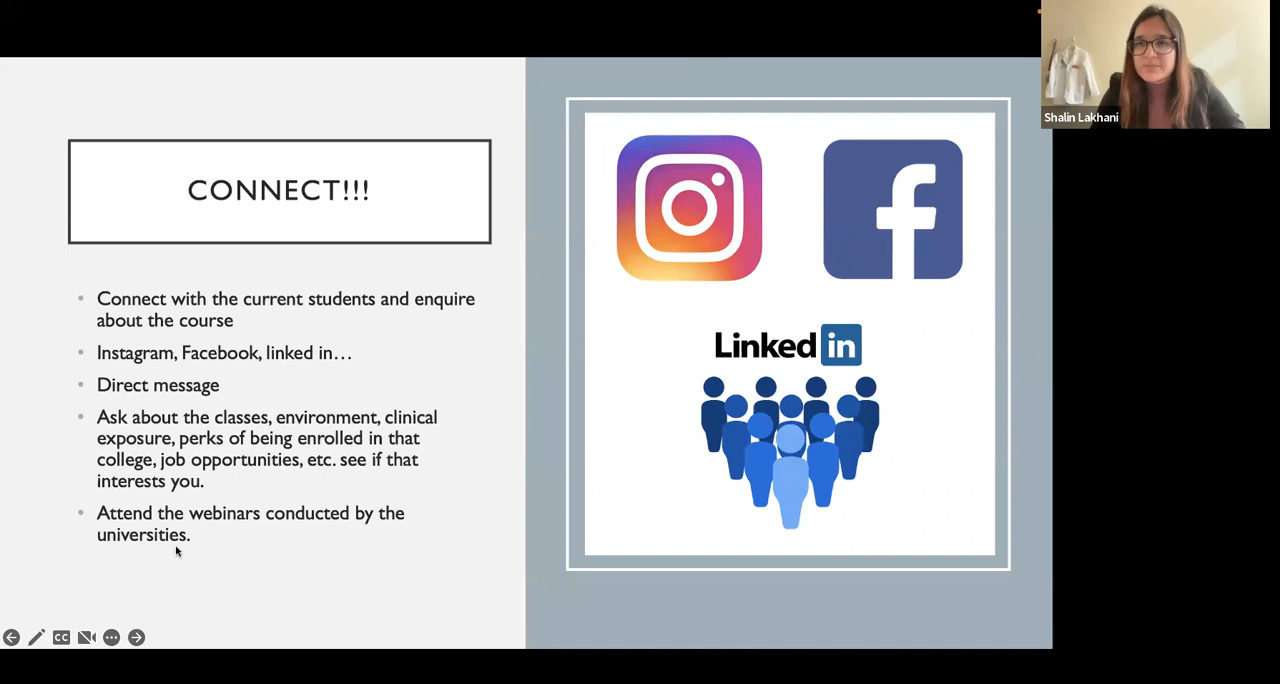 Shalin Lakhani
CONNECT!!!
Connect with the current students and enquire
about the course
Instagram, Facebook, linked in…
Direct message
Ask about the classes, environment, clinical
exposure, perks of being enrolled in that
college, job opportunities, etc. see if that
interests you.
Attend the webinars conducted by the
universities.
f
Linked in
CC